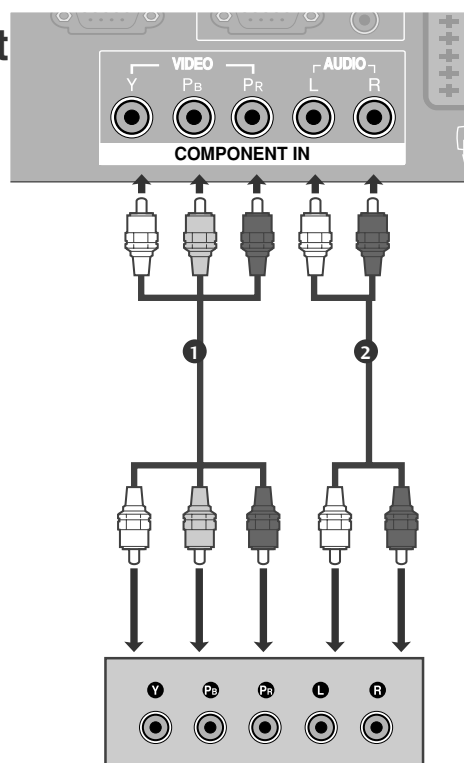 t
VIDEO AUDIO
Y PB PR L R
COMPONENT IN
1 2
Y PB PR L R